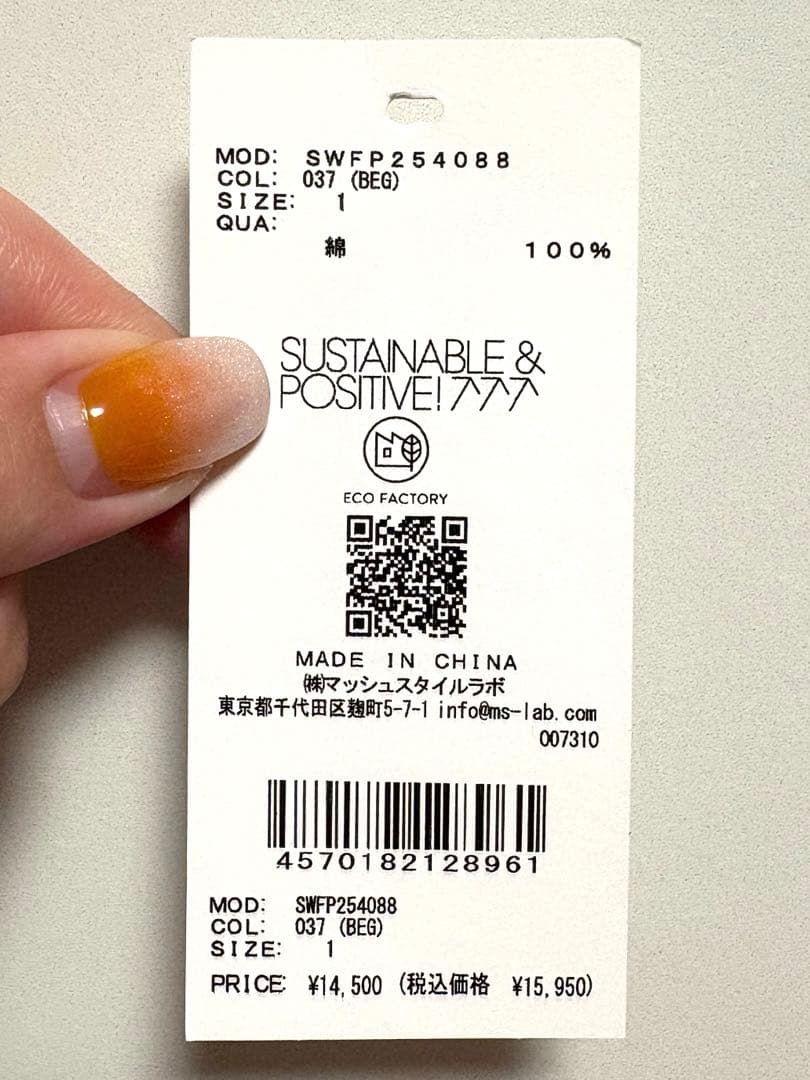 MOD: SWFP254088
COL: 037 (BEG)
SIZE: 1
QUA:
綿 100%
SUSTAINABLE &
POSITIVE!
ECO FACTORY
MADE IN CHINA
㈱マッシュスタイルラボ
東京都千代田区麹町5-7-1 info@ms-lab.com
007310
4570182128961
MOD: SWFP254088
COL: 037 (BEG)
SIZE: 1
PRICE: ¥14,500 (税込価格 ¥15,950)